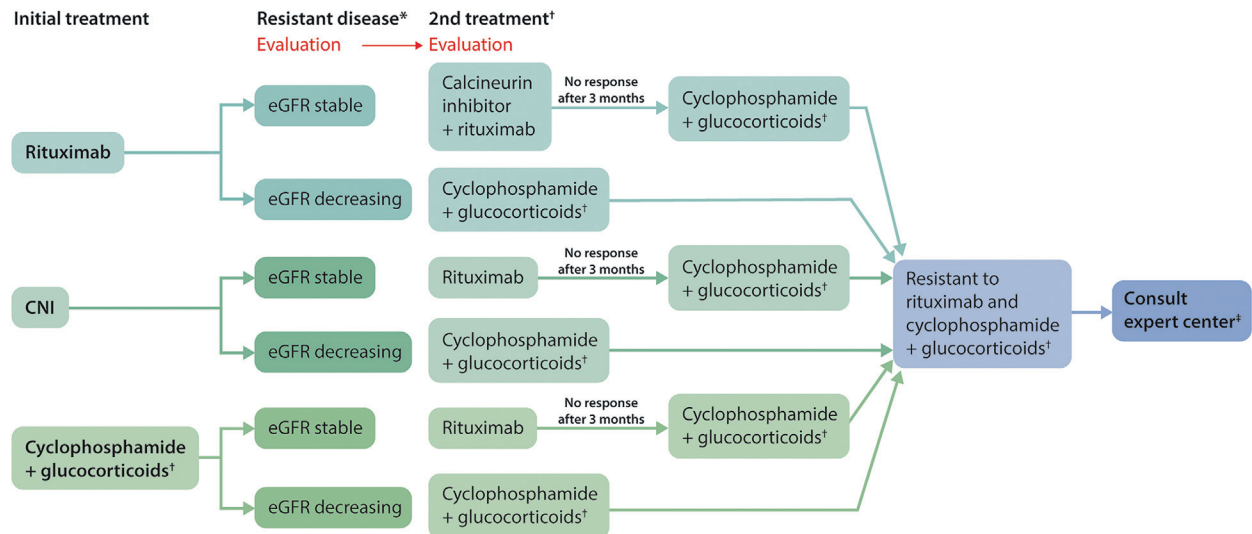 Initial treatment
Resistant disease*
2nd treatment†
Evaluation
Evaluation
Rituximab
eGFR stable
Calcineurin
inhibitor
+ rituximab
No response
after 3 months
Cyclophosphamide
+ glucocorticoids†
eGFR decreasing
Cyclophosphamide
+ glucocorticoids†
CNI
eGFR stable
Rituximab
No response
after 3 months
Cyclophosphamide
+ glucocorticoids†
eGFR decreasing
Cyclophosphamide
+ glucocorticoids†
Cyclophosphamide
+ glucocorticoids†
eGFR stable
Rituximab
No response
after 3 months
Cyclophosphamide
+ glucocorticoids†
eGFR decreasing
Cyclophosphamide
+ glucocorticoids†
Resistant to
rituximab and
cyclophosphamide
+ glucocorticoids†
Consult
expert center‡